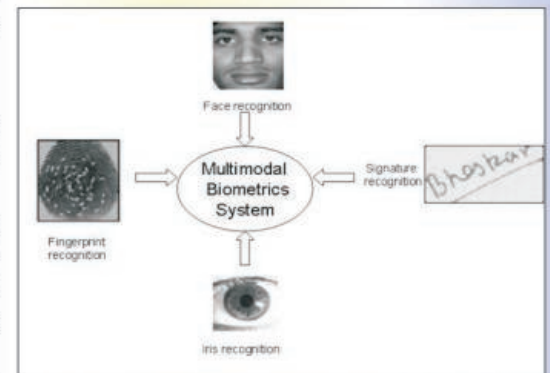 Face recognition
Multimodal
Biometrics
System
Signature
recognition
Bhaskar
Fingerprint
recognition
Iris recognition